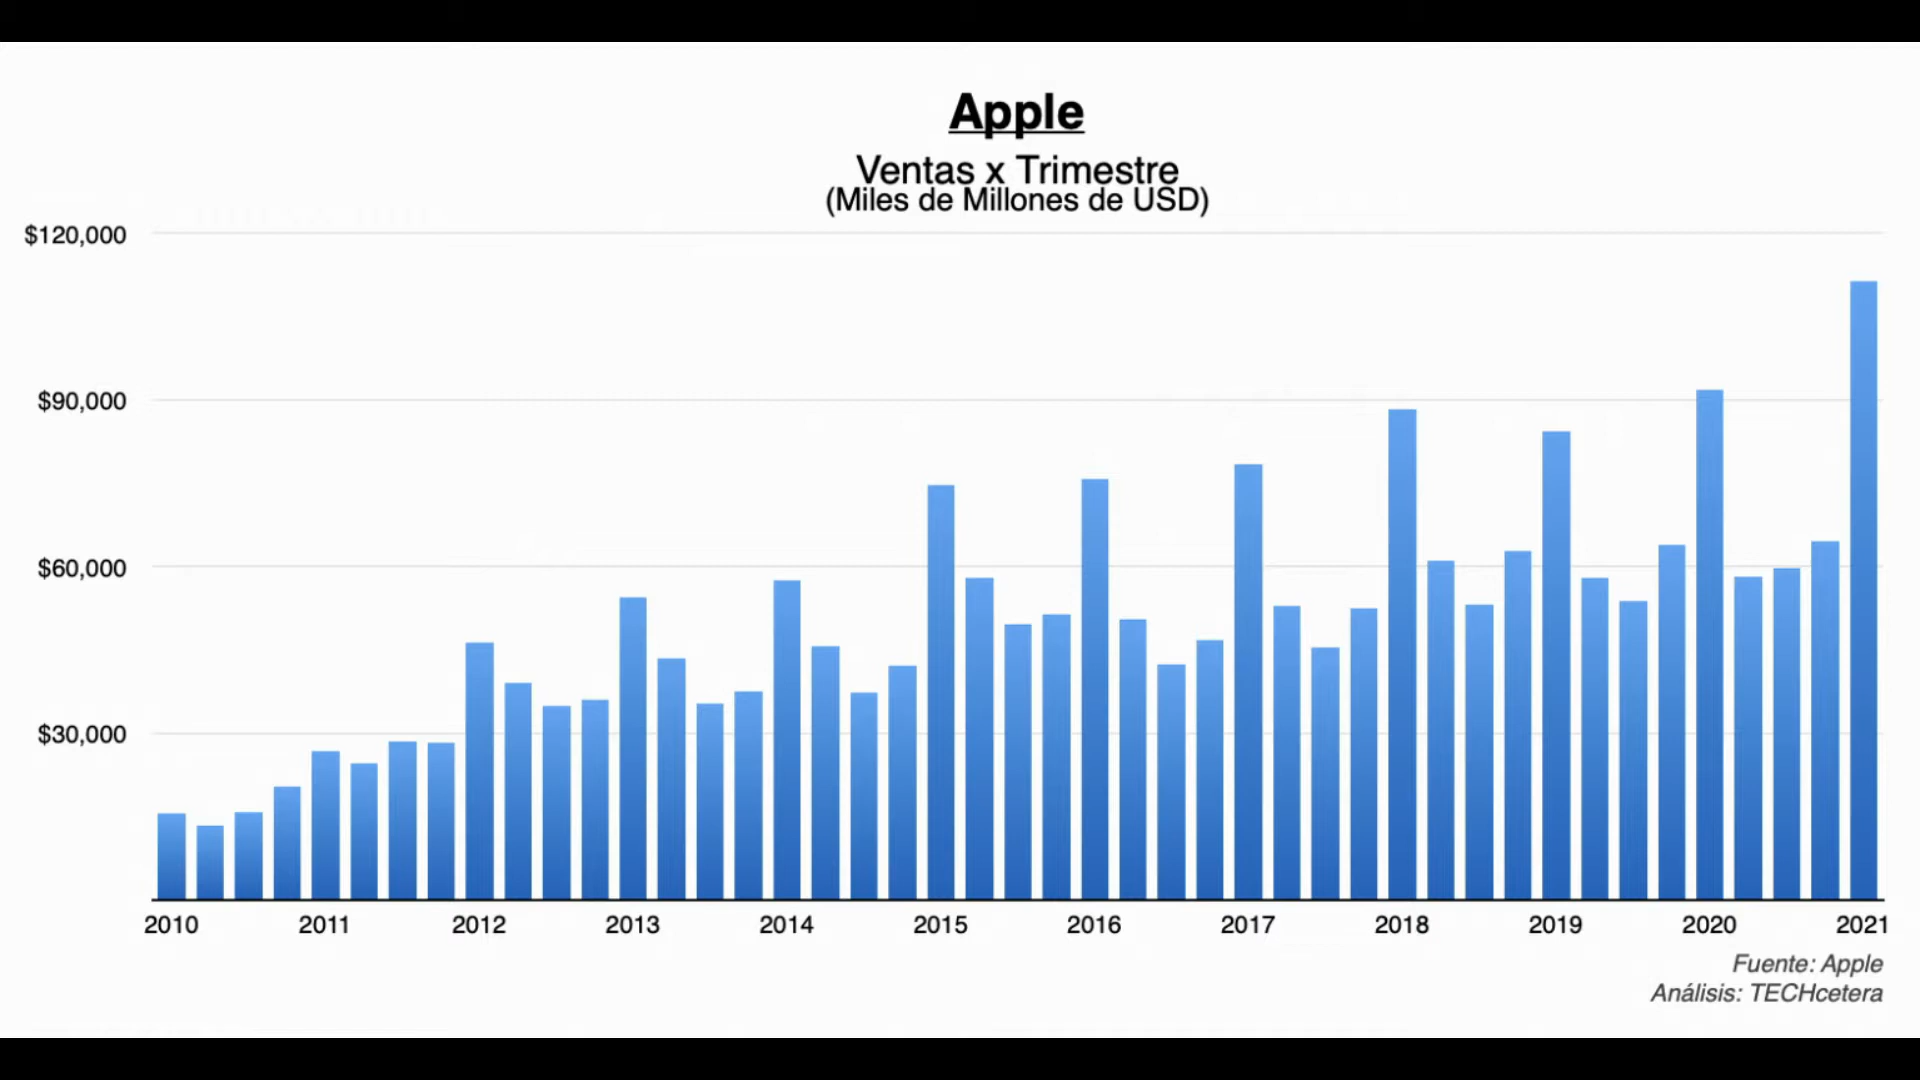 Apple
Ventas x Trimestre
(Miles de Millones de USD)
$120,000
$90,000
$60,000
$30,000
2010 2011 2012 2013 2014 2015 2016 2017 2018 2019 2020 2021
Fuente: Apple
Análisis: TECHcetera